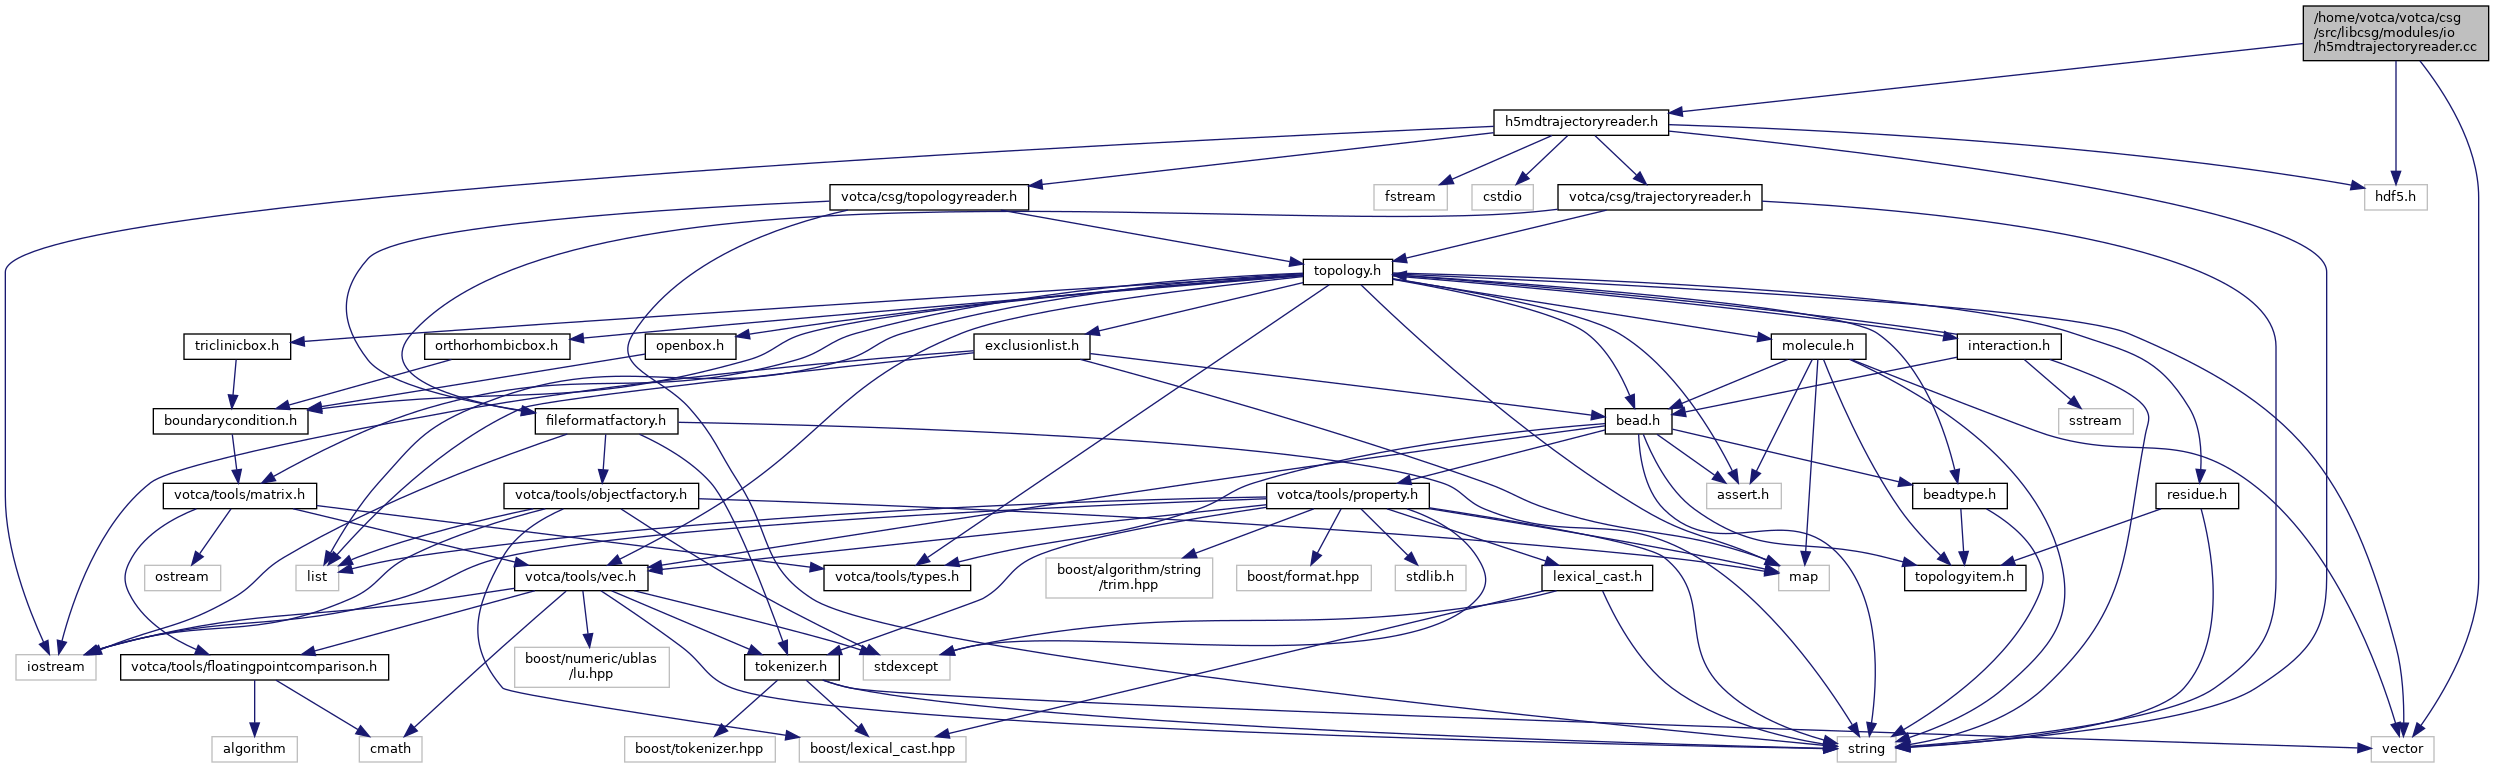 /home/votca/votca/csg
/src/libcsg/modules/io
/h5mdtrajectoryreader.cc
h5mdtrajectoryreader.h
votca/csg/topologyreader.h
fstream
cstdio
votca/csg/trajectoryreader.h
hdf5.h
topology.h
triclinicbox.h
orthorhombicbox.h
openbox.h
exclusionlist.h
molecule.h
interaction.h
boundarycondition.h
fileformatfactory.h
bead.h
sstream
votca/tools/matrix.h
votca/tools/objectfactory.h
votca/tools/property.h
assert.h
beadtype.h
residue.h
ostream
list
votca/tools/vec.h
votca/tools/types.h
boost/algorithm/string
/trim.hpp
boost/format.hpp
stdlib.h
lexical_cast.h
map
topologyitem.h
iostream
votca/tools/floatingpointcomparison.h
boost/numeric/ublas
/lu.hpp
tokenizer.h
stdexcept
algorithm
cmath
boost/tokenizer.hpp
boost/lexical_cast.hpp
string
vector